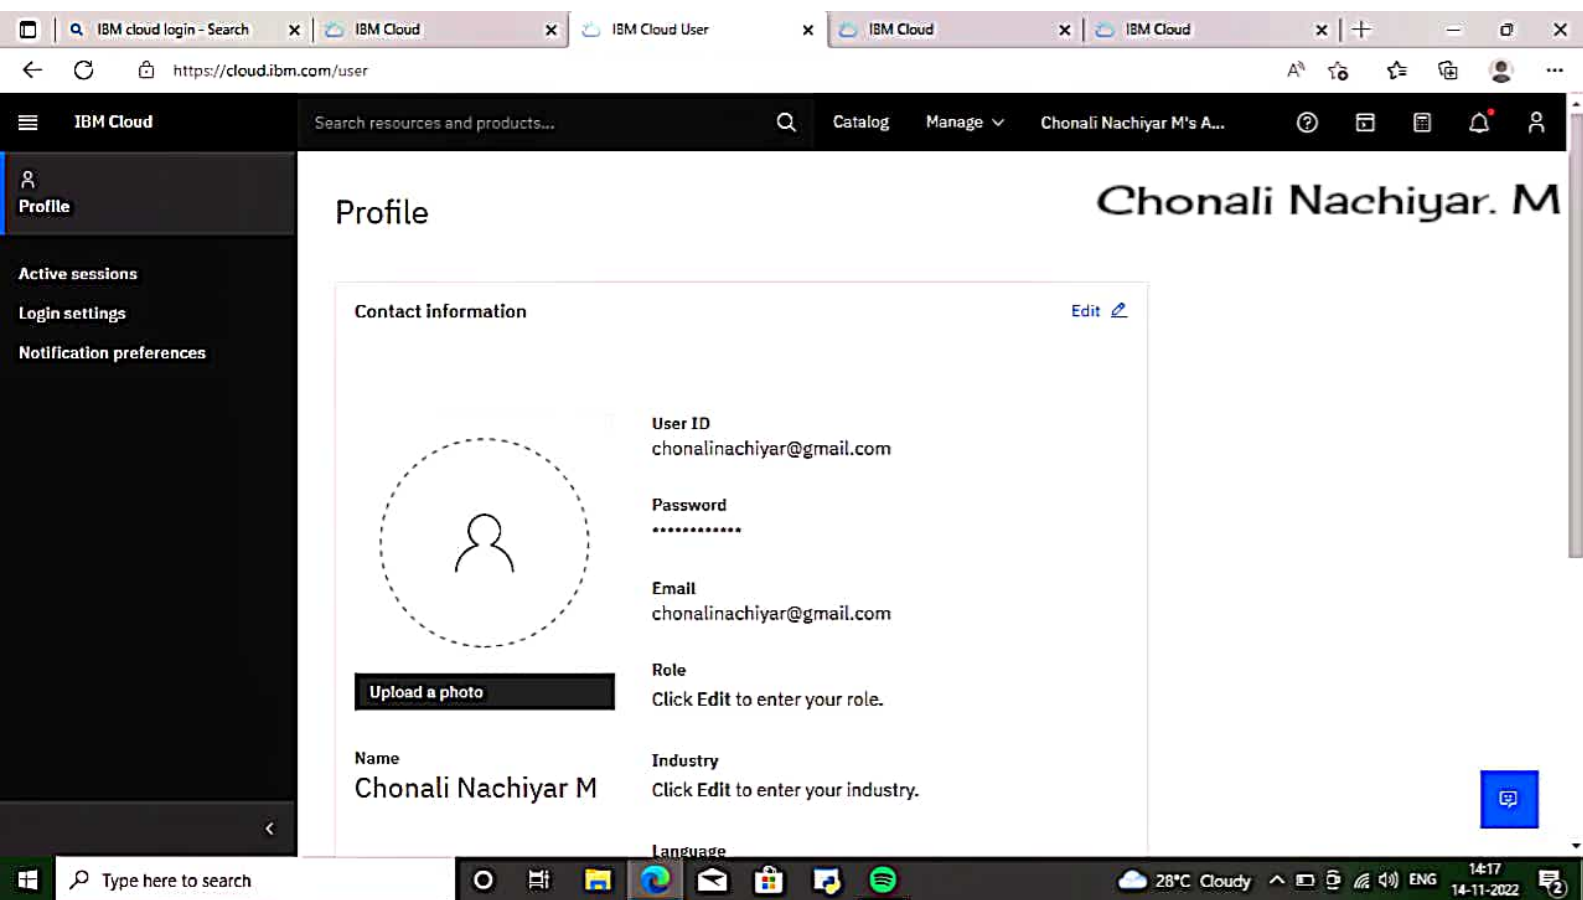 IBM cloud login - Search
IBM Cloud
IBM Cloud User
IBM Cloud
IBM Cloud
https://cloud.ibm.com/user
IBM Cloud
Search resources and products...
Catalog
Manage
Chonali Nachiyar M's A...
Profile
Profile
Chonali Nachiyar. M
Active sessions
Login settings
Notification preferences
Contact information
Edit
User ID
chonalinachiyar@gmail.com
Password
************
Email
chonalinachiyar@gmail.com
Role
Click Edit to enter your role.
Upload a photo
Name
Chonali Nachiyar M
Industry
Click Edit to enter your industry.
Language
Type here to search
28°C Cloudy
ENG
14:17
14-11-2022
2